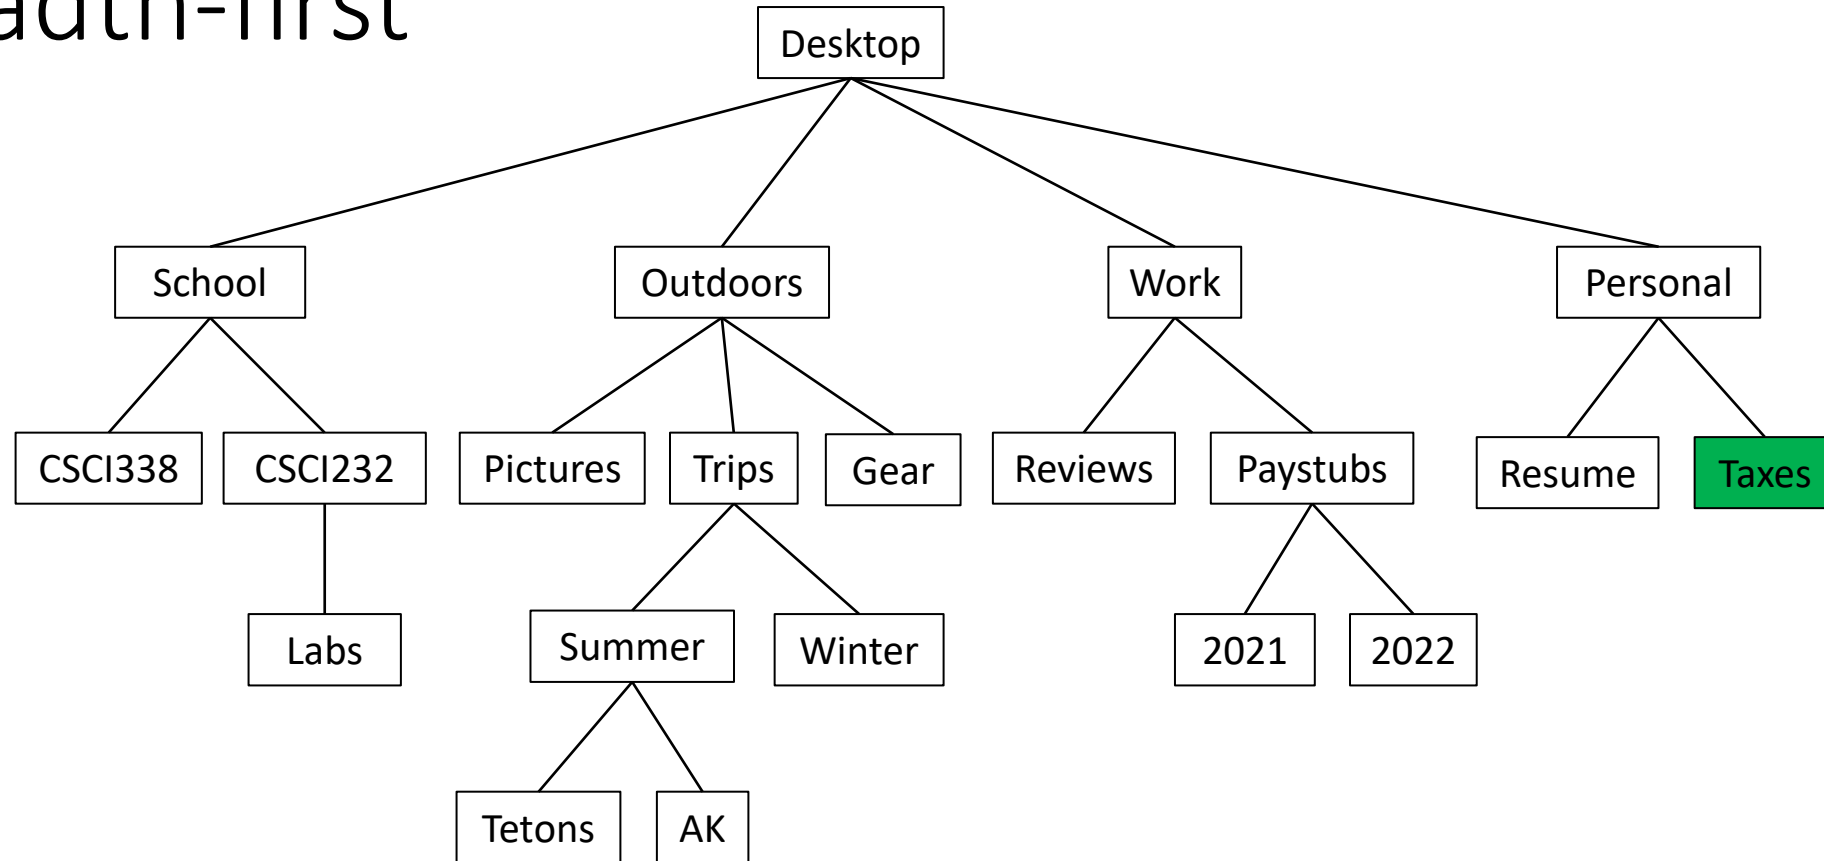 adth-first
Desktop
School
Outdoors
Work
Personal
CSCI338
CSCI232
Pictures
Trips
Gear
Reviews
Paystubs
Resume
Taxes
Labs
Summer
Winter
2021
2022
Tetons
AK